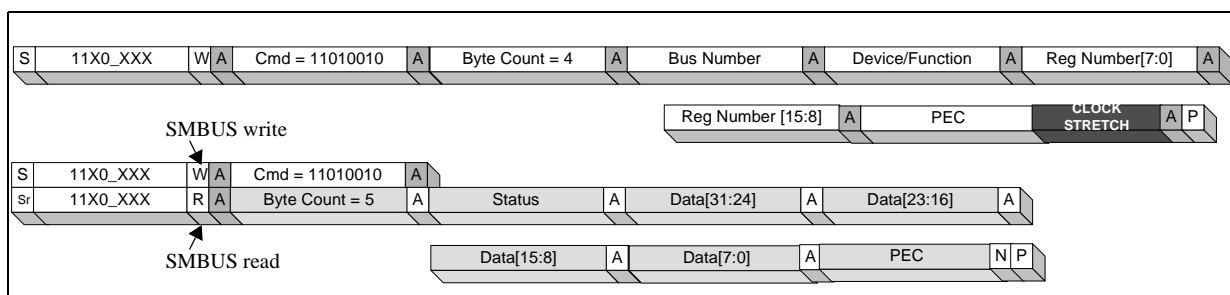 S 11X0_XXX W A Cmd = 11010010 A Byte Count = 4 A Bus Number A Device/Function A Reg Number[7:0] A
Reg Number [15:8] A PEC CLOCK STRETCH A P
SMBUS write
S 11X0_XXX W A Cmd = 11010010 A
Sr 11X0_XXX R A Byte Count = 5 A Status A Data[31:24] A Data[23:16] A
SMBUS read
Data[15:8] A Data[7:0] A PEC N P